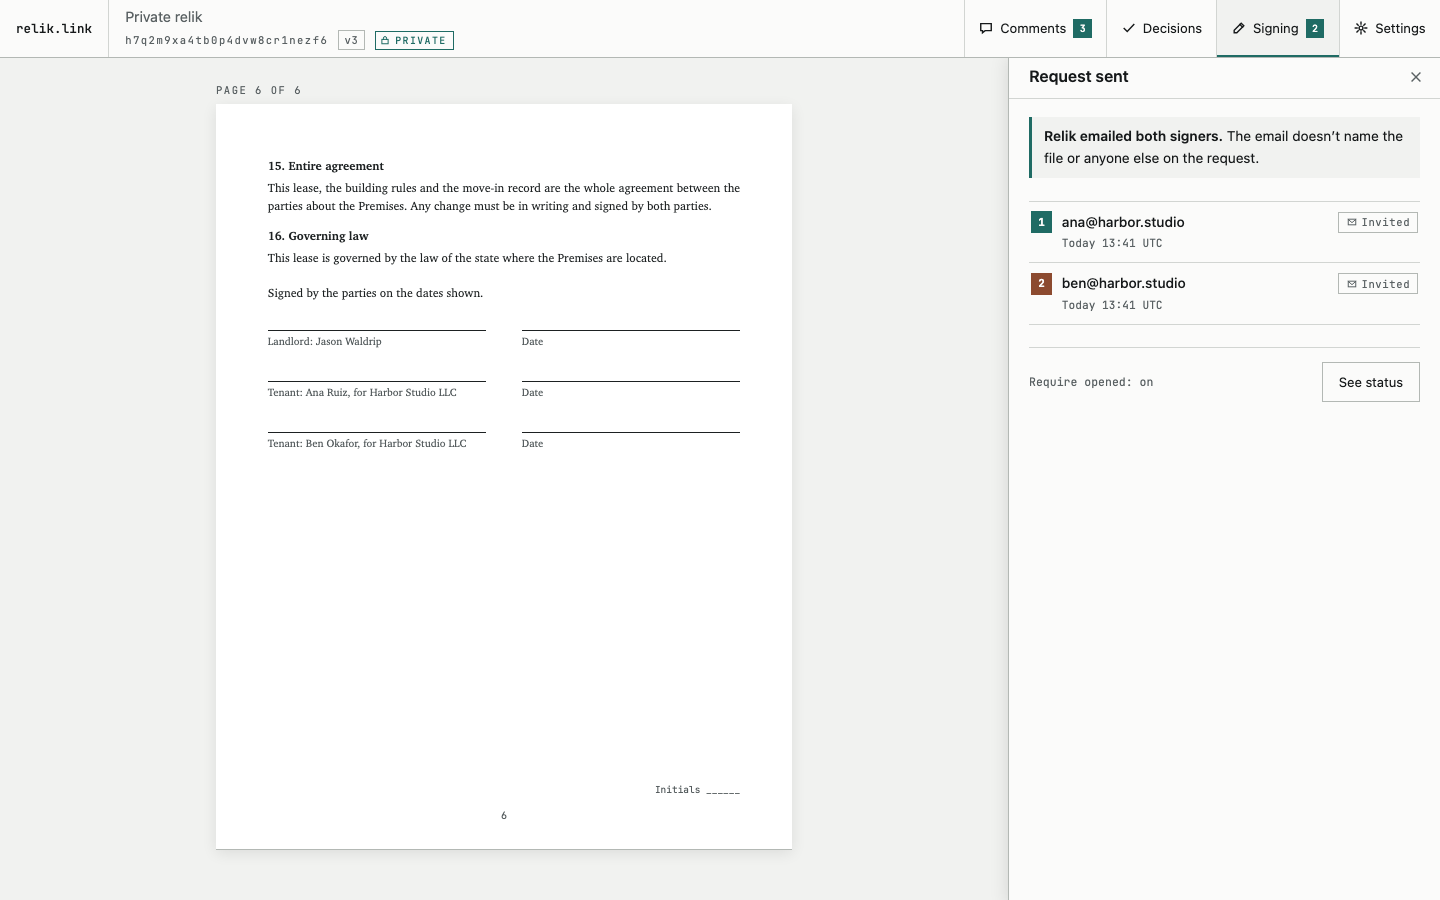 relik.link
Private relik
h7q2m9xa4tb0p4dvw8cr1nezf6 v3 PRIVATE
Comments 3
Decisions
Signing 2
Settings
PAGE 6 OF 6
15. Entire agreement
This lease, the building rules and the move-in record are the whole agreement between the
parties about the Premises. Any change must be in writing and signed by both parties.
16. Governing law
This lease is governed by the law of the state where the Premises are located.
Signed by the parties on the dates shown.
Landlord: Jason Waldrip
Date
Tenant: Ana Ruiz, for Harbor Studio LLC
Date
Tenant: Ben Okafor, for Harbor Studio LLC
Date
Initials ______
6
Request sent
Relik emailed both signers. The email doesn’t name the
file or anyone else on the request.
1 ana@harbor.studio Invited
Today 13:41 UTC
2 ben@harbor.studio Invited
Today 13:41 UTC
Require opened: on
See status